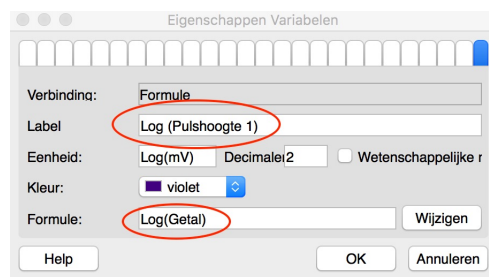 Eigenschappen Variabelen
Verbinding: Formule
Label Log (Pulshoogte 1)
Eenheid: Log(mV) Decimalei 2 Wetenschappelijke r
Kleur: violet
Formule: Log(Getal) Wijzigen
Help OK Annuleren